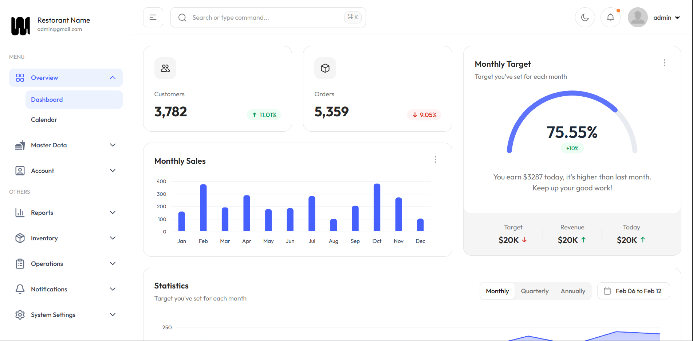 Restorant Name
admin@gmail.com
Search or type command...
⌘ K
admin
MENU
Overview
Dashboard
Calendar
Master Data
Account
OTHERS
Reports
Inventory
Operations
Notifications
System Settings
Customers
3,782
↑ 11.01%
Orders
5,359
↓ 9.05%
Monthly Sales
400
300
200
100
0
Jan Feb Mar Apr May Jun Jul Aug Sep Oct Nov Dec
Monthly Target
Target you've set for each month
75.55%
+10%
You earn $3287 today, it's higher than last month.
Keep up your good work!
Target Revenue Today
$20K ↓ $20K ↑ $20K ↑
Statistics
Target you've set for each month
Monthly Quarterly Annually
Feb 06 to Feb 12
250